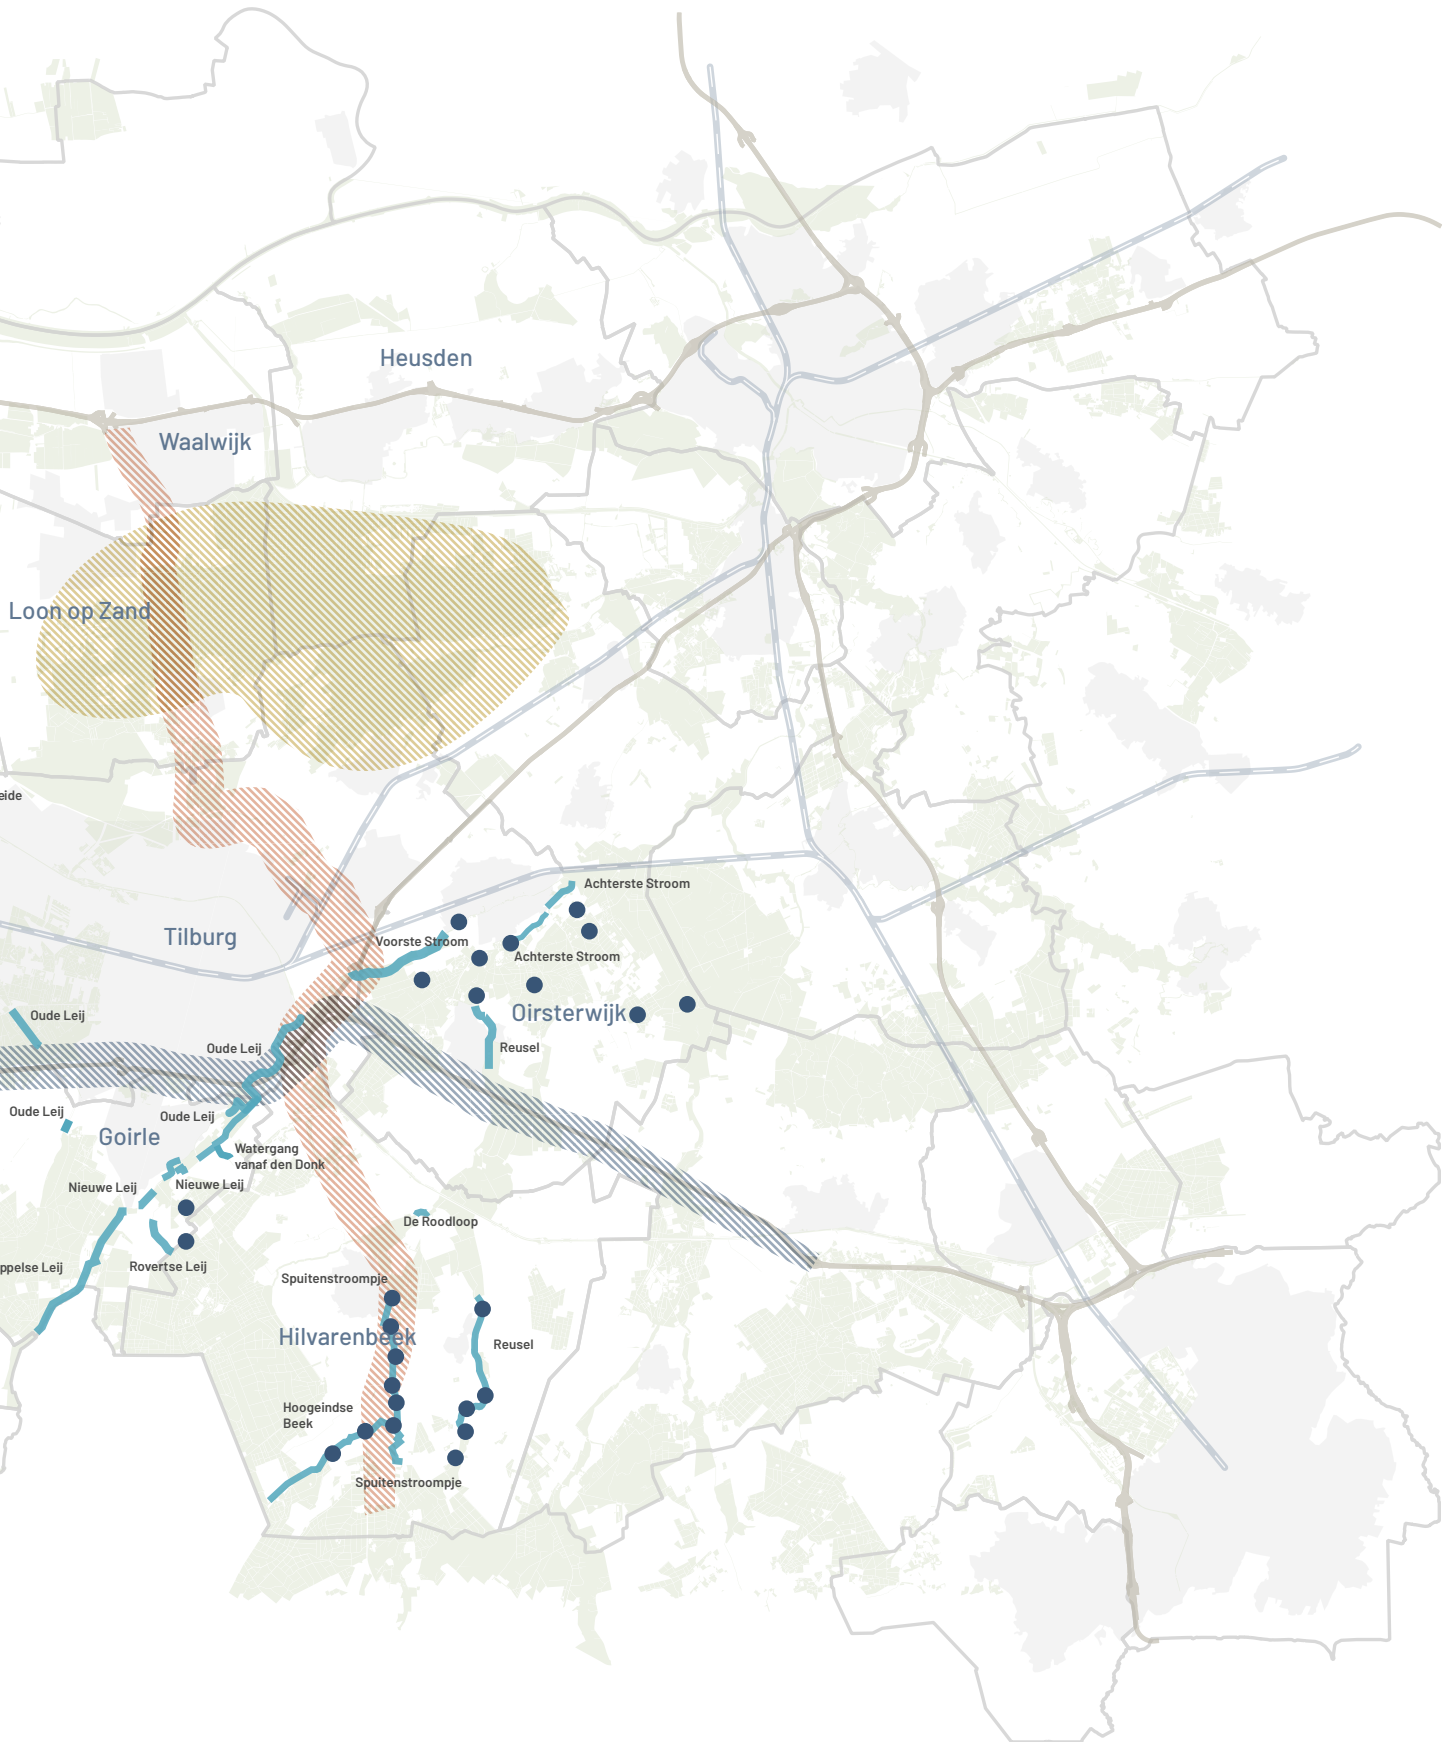 Heusden
Waalwijk
Loon op Zand
eide
Achterste Stroom
Tilburg
Voorste Stroom
Achterste Stroom
Oude Leij
Oirsterwijk
Oude Leij
Reusel
Oude Leij
Oude Leij
Goirle
Watergang
vanaf den Donk
Nieuwe Leij
Nieuwe Leij
De Roodloop
ppelse Leij
Rovertse Leij
Spuitenstroompje
Hilvarenbeek
Reusel
Hoogeindse
Beek
Spuitenstroompje